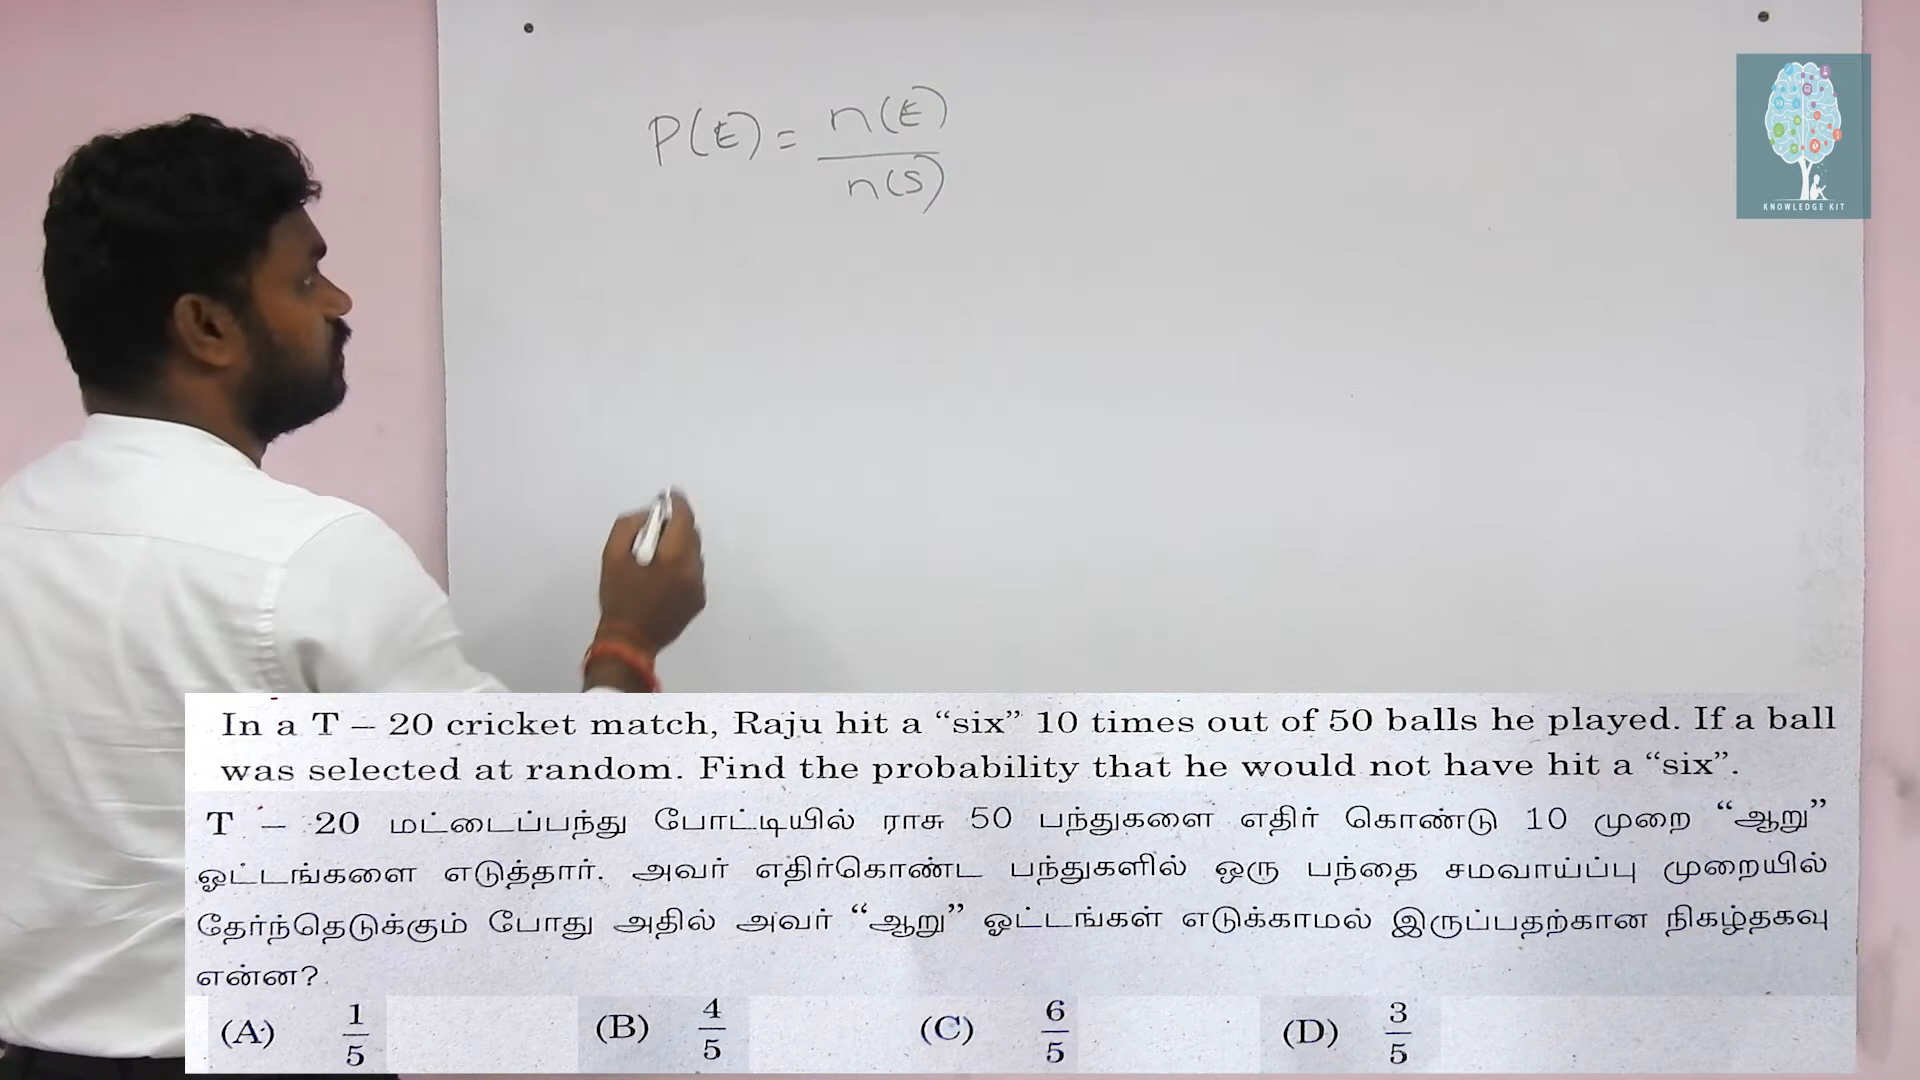 P(E) = n(E)
n(S)
KNOWLEDGE KIT
In a T – 20 cricket match, Raju hit a “six” 10 times out of 50 balls he played. If a ball
was selected at random. Find the probability that he would not have hit a “six”.
T – 20 மட்டைப்பந்து போட்டியில் ராசு 50 பந்துகளை எதிர் கொண்டு 10 முறை “ஆறு”
ஓட்டங்களை எடுத்தார். அவர் எதிர்கொண்ட பந்துகளில் ஒரு பந்தை சமவாய்ப்பு முறையில்
தேர்ந்தெடுக்கும் போது அதில் அவர் “ஆறு” ஓட்டங்கள் எடுக்காமல் இருப்பதற்கான நிகழ்தகவு
என்ன?
(A) 1/5 (B) 4/5 (C) 6/5 (D) 3/5